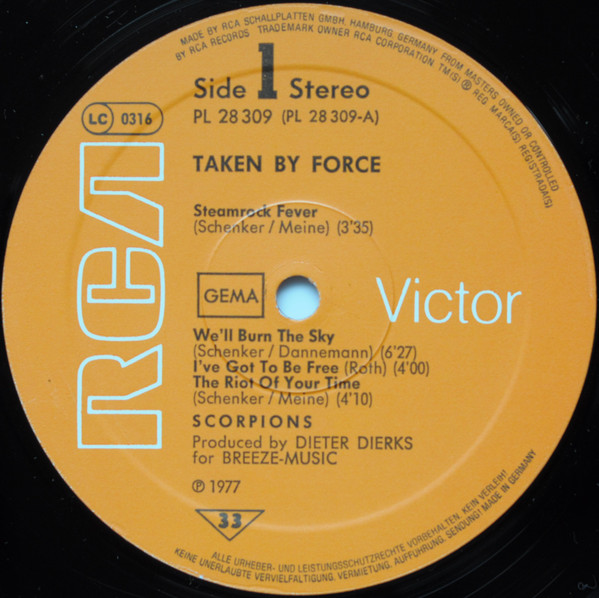 MADE BY RCA SCHALLPLATTEN GMBH, HAMBURG, GERMANY FROM MASTERS OWNED OR CONTROLLED
BY RCA RECORDS TRADEMARK OWNER RCA CORPORATION TM(S) ® REG MARCA(S) REGISTRADA(S)
Side 1 Stereo
PL 28 309 (PL 28 309-A)
LC 0316
TAKEN BY FORCE
Steamrock Fever
(Schenker / Meine) (3'35)
RCA
GEMA
Victor
We'll Burn The Sky
(Schenker / Dannemann) (6'27)
I've Got To Be Free (Roth) (4'00)
The Riot Of Your Time
(Schenker / Meine) (4'10)
SCORPIONS
Produced by DIETER DIERKS
for BREEZE-MUSIC
℗ 1977
33
ALLE URHEBER- UND LEISTUNGSSCHUTZRECHTE VORBEHALTEN. KEIN VERLEIH!
KEINE UNERLAUBTE VERVIELFÄLTIGUNG, VERMIETUNG, AUFFÜHRUNG, SENDUNG! MADE IN GERMANY